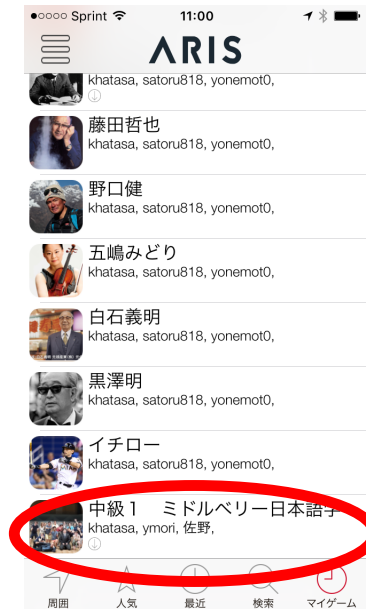 ●○○○○ Sprint 11:00
ARIS
khatasa, satoru818, yonemot0,
藤田哲也
khatasa, satoru818, yonemot0,
野口健
khatasa, satoru818, yonemot0,
五嶋みどり
khatasa, satoru818, yonemot0,
白石義明
khatasa, satoru818, yonemot0,
黒澤明
khatasa, satoru818, yonemot0,
イチロー
khatasa, satoru818, yonemot0,
中級1 ミドルベリー日本語学
khatasa, ymori, 佐野,
周囲 人気 最近 検索 マイゲーム